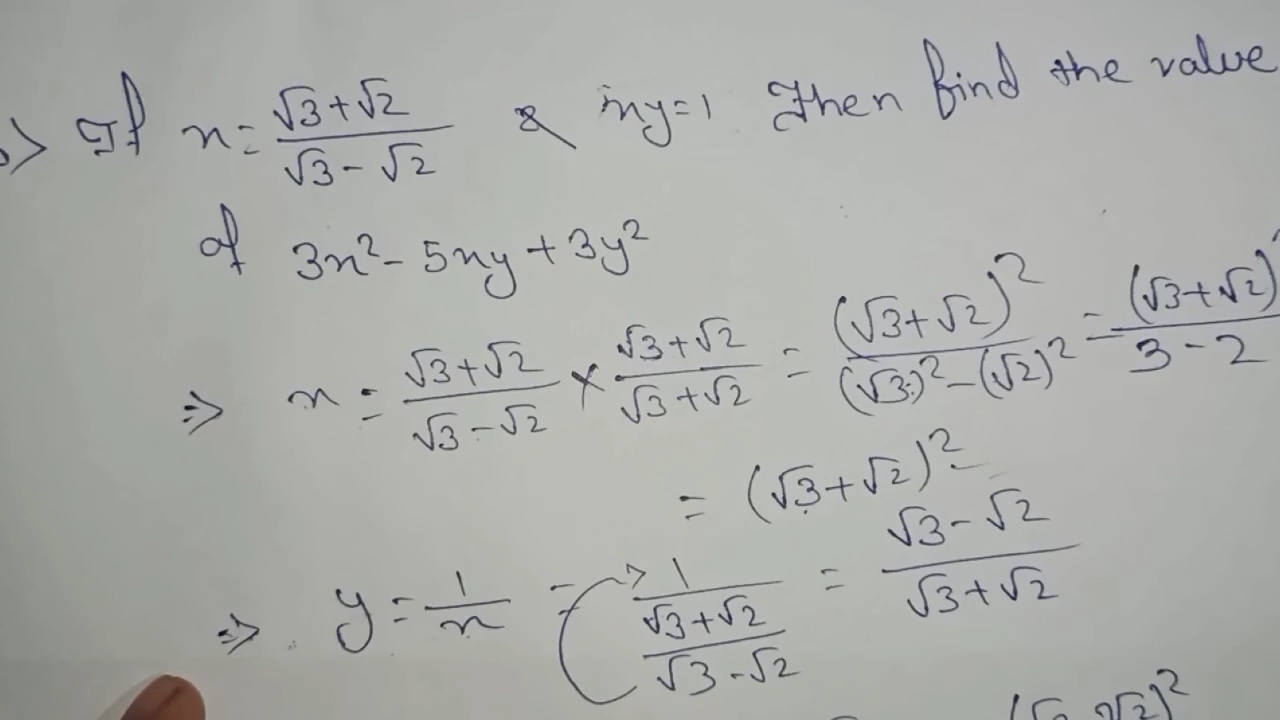 If x = (√3+√2)/(√3-√2) & xy=1 Then find the value
of 3x² - 5xy + 3y²
⇒ x = (√3+√2)/(√3-√2) × (√3+√2)/(√3+√2) = (√3+√2)²/((√3)²-(√2)²) = (√3+√2)²/(3-2)
= (√3+√2)²
⇒ y = 1/x = 1/((√3+√2)/(√3-√2)) = (√3-√2)/(√3+√2)